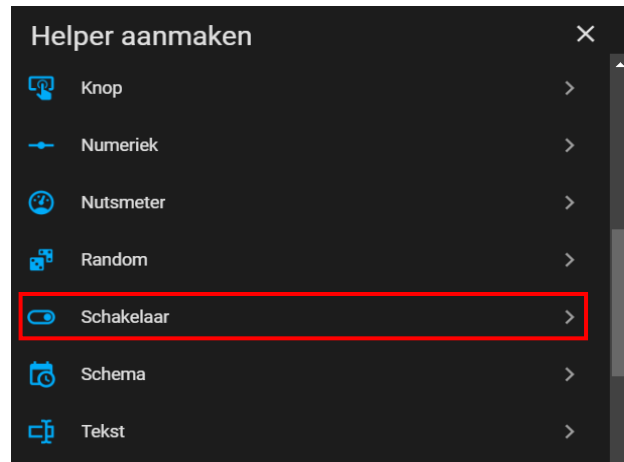 Helper aanmaken
Knop
Numeriek
Nutsmeter
Random
Schakelaar
Schema
Tekst